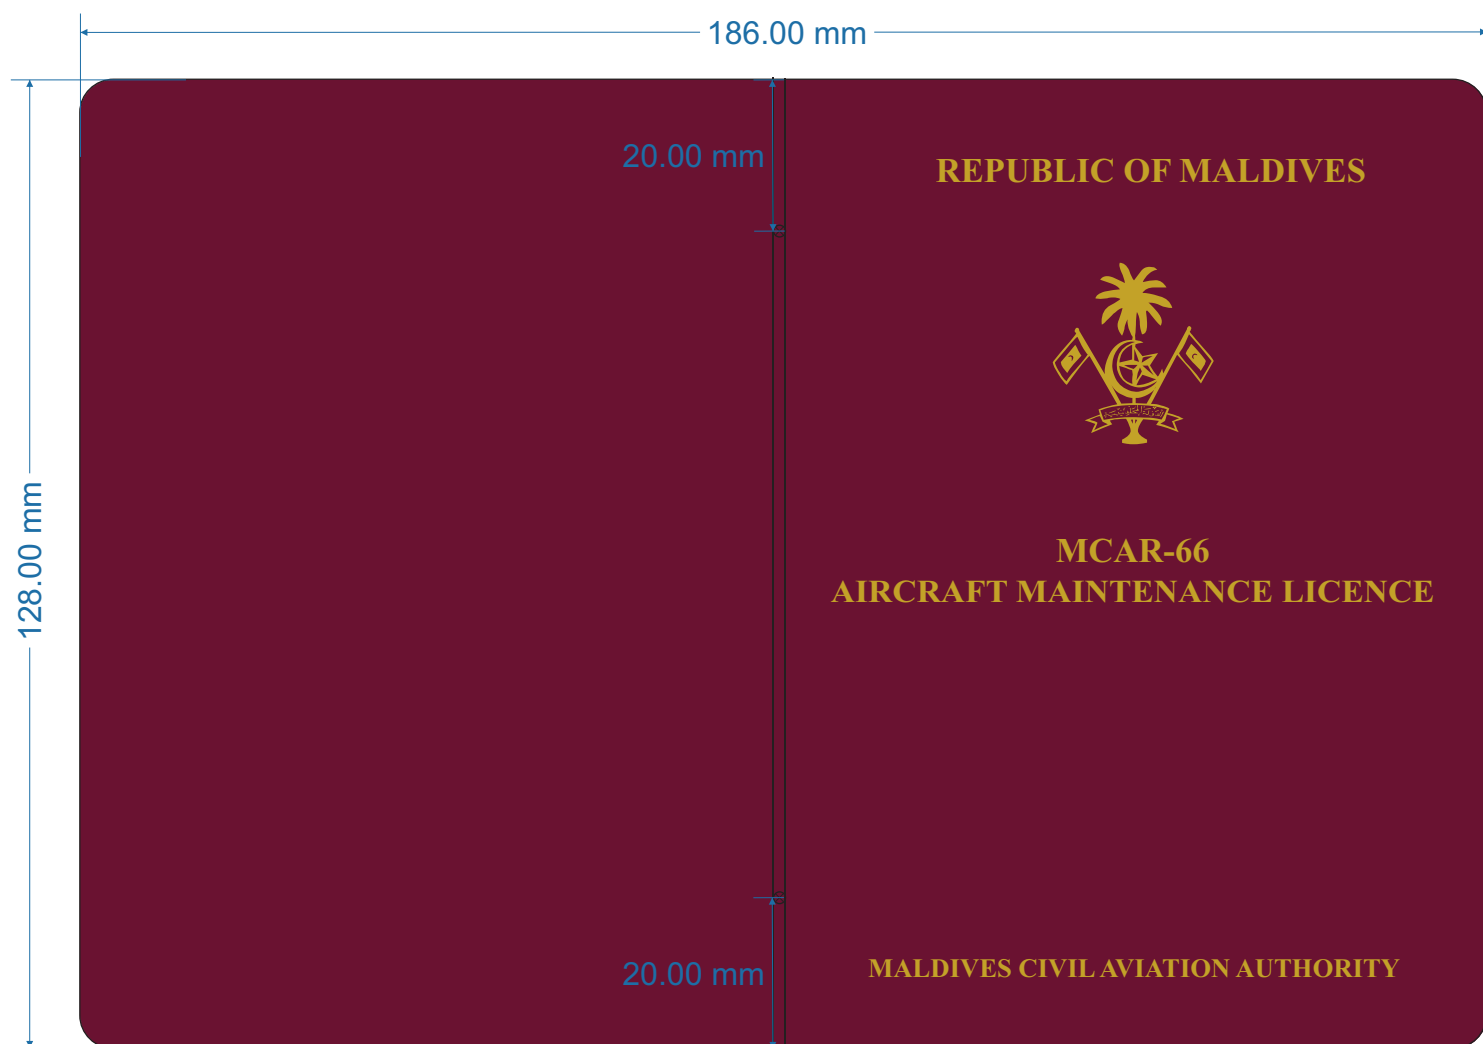 186.00 mm
20.00 mm
REPUBLIC OF MALDIVES
128.00 mm
MCAR-66
AIRCRAFT MAINTENANCE LICENCE
20.00 mm
MALDIVES CIVIL AVIATION AUTHORITY